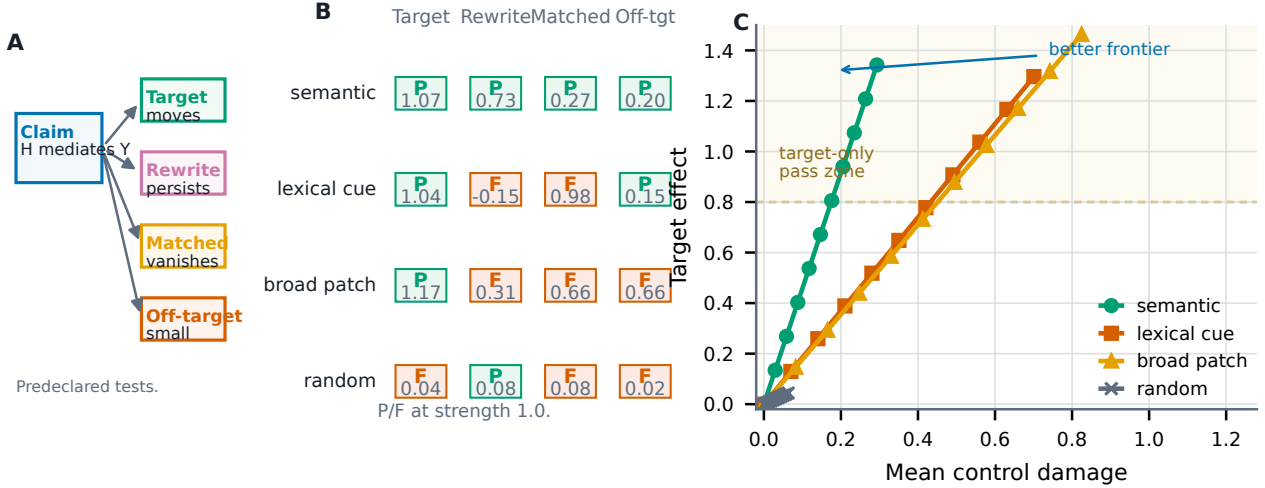 A
Claim
H mediates Y
Target
moves
Rewrite
persists
Matched
vanishes
Off-target
small
Predeclared tests.
B
Target Rewrite Matched Off-tgt
semantic P 1.07 P 0.73 P 0.27 P 0.20
lexical cue P 1.04 F -0.15 F 0.98 P 0.15
broad patch P 1.17 F 0.31 F 0.66 F 0.66
random F 0.04 P 0.08 F 0.08 F 0.02
P/F at strength 1.0.
C
Target effect
1.4
1.2
1.0
0.8
0.6
0.4
0.2
0.0
better frontier
target-only
pass zone
semantic
lexical cue
broad patch
random
0.0 0.2 0.4 0.6 0.8 1.0 1.2
Mean control damage